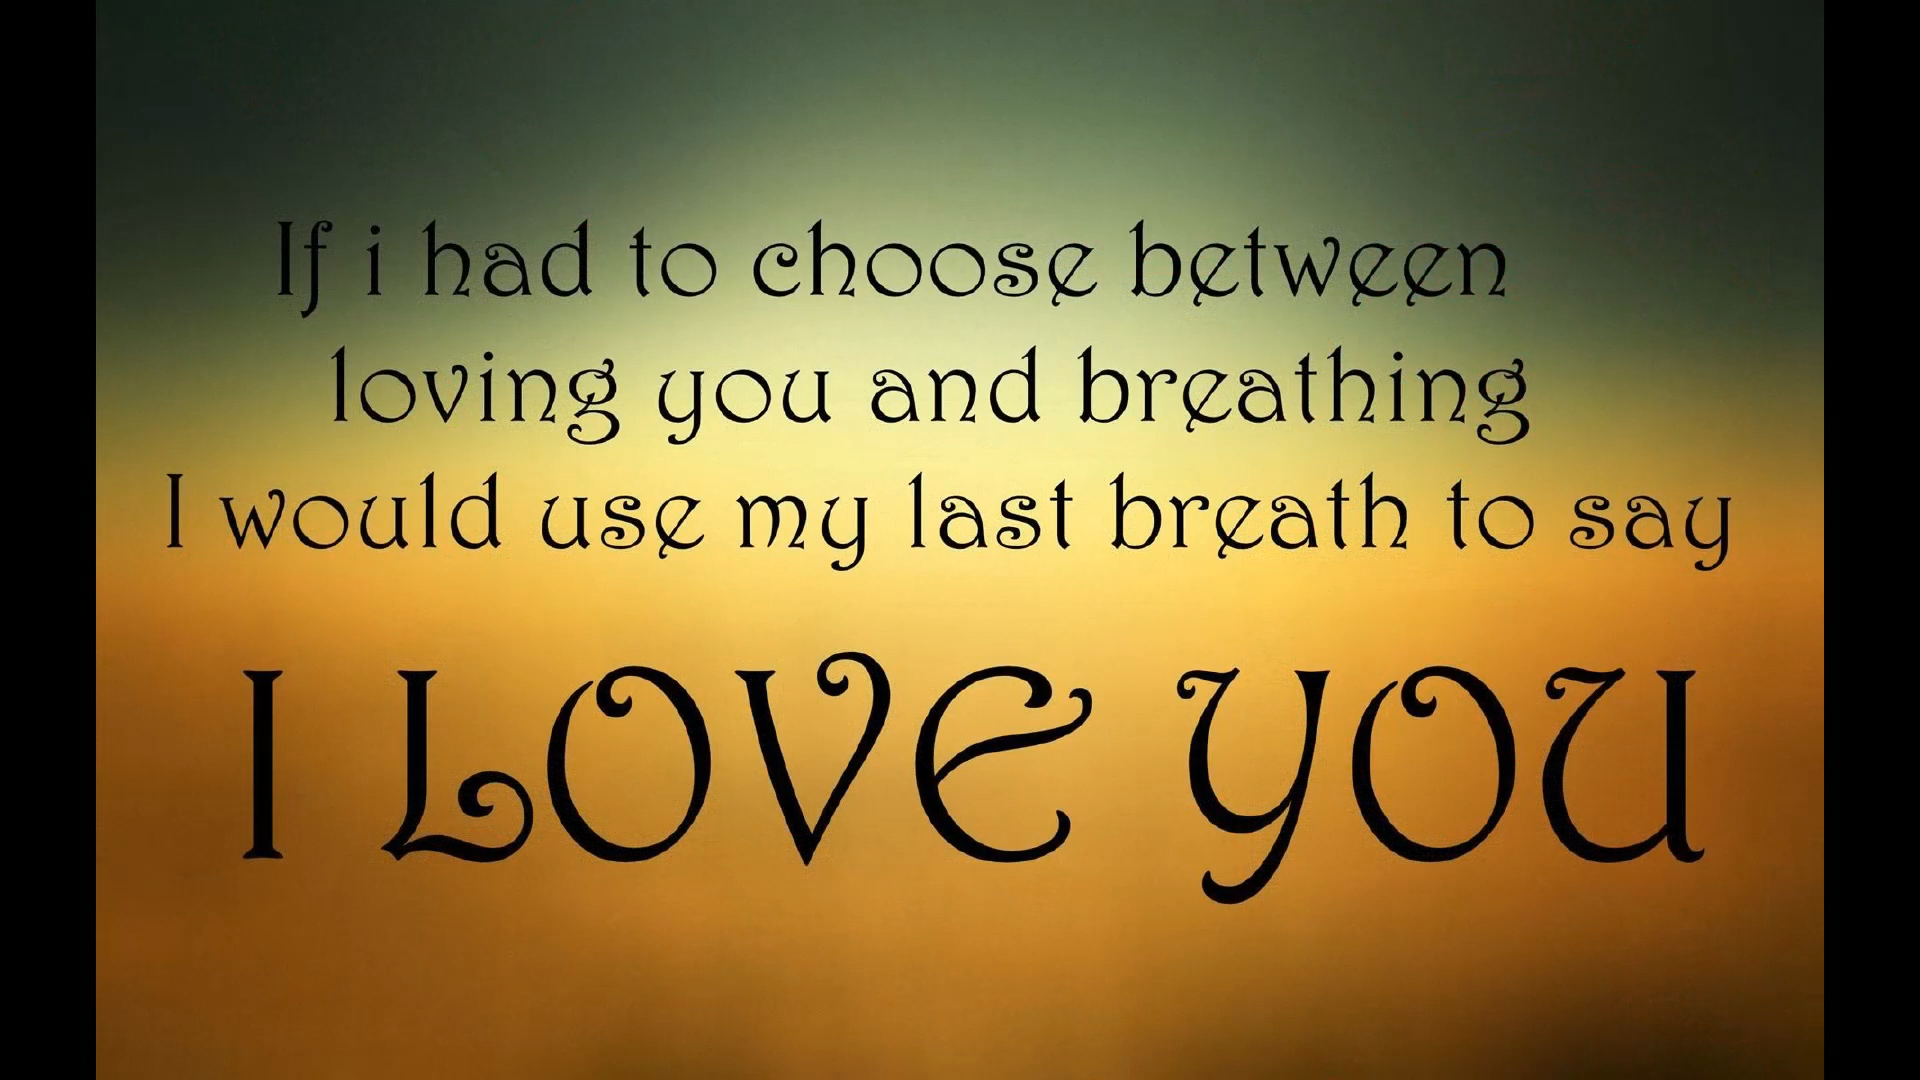 If i had to choose between
loving you and breathing
I would use my last breath to say
I LOVE YOU